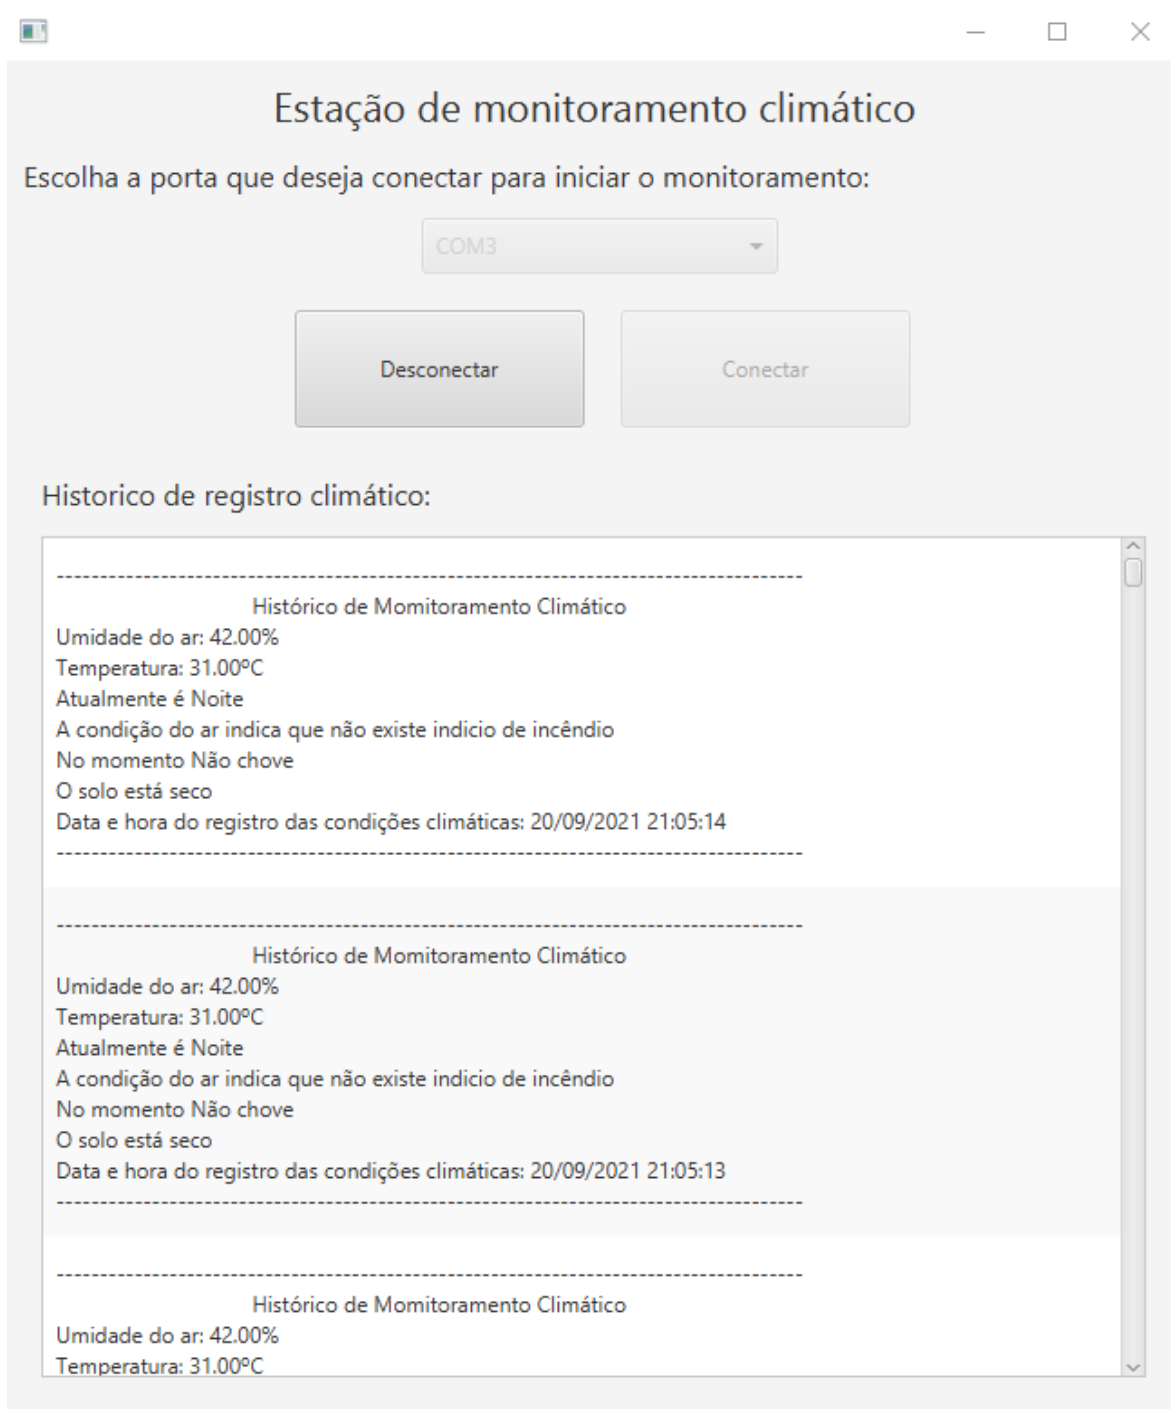 Estação de monitoramento climático
Escolha a porta que deseja conectar para iniciar o monitoramento:
COM3
Desconectar Conectar
Historico de registro climático:
--------------------------------------------------------------------------------------
Histórico de Momitoramento Climático
Umidade do ar: 42.00%
Temperatura: 31.00ºC
Atualmente é Noite
A condição do ar indica que não existe indicio de incêndio
No momento Não chove
O solo está seco
Data e hora do registro das condições climáticas: 20/09/2021 21:05:14
--------------------------------------------------------------------------------------
--------------------------------------------------------------------------------------
Histórico de Momitoramento Climático
Umidade do ar: 42.00%
Temperatura: 31.00ºC
Atualmente é Noite
A condição do ar indica que não existe indicio de incêndio
No momento Não chove
O solo está seco
Data e hora do registro das condições climáticas: 20/09/2021 21:05:13
--------------------------------------------------------------------------------------
--------------------------------------------------------------------------------------
Histórico de Momitoramento Climático
Umidade do ar: 42.00%
Temperatura: 31.00ºC